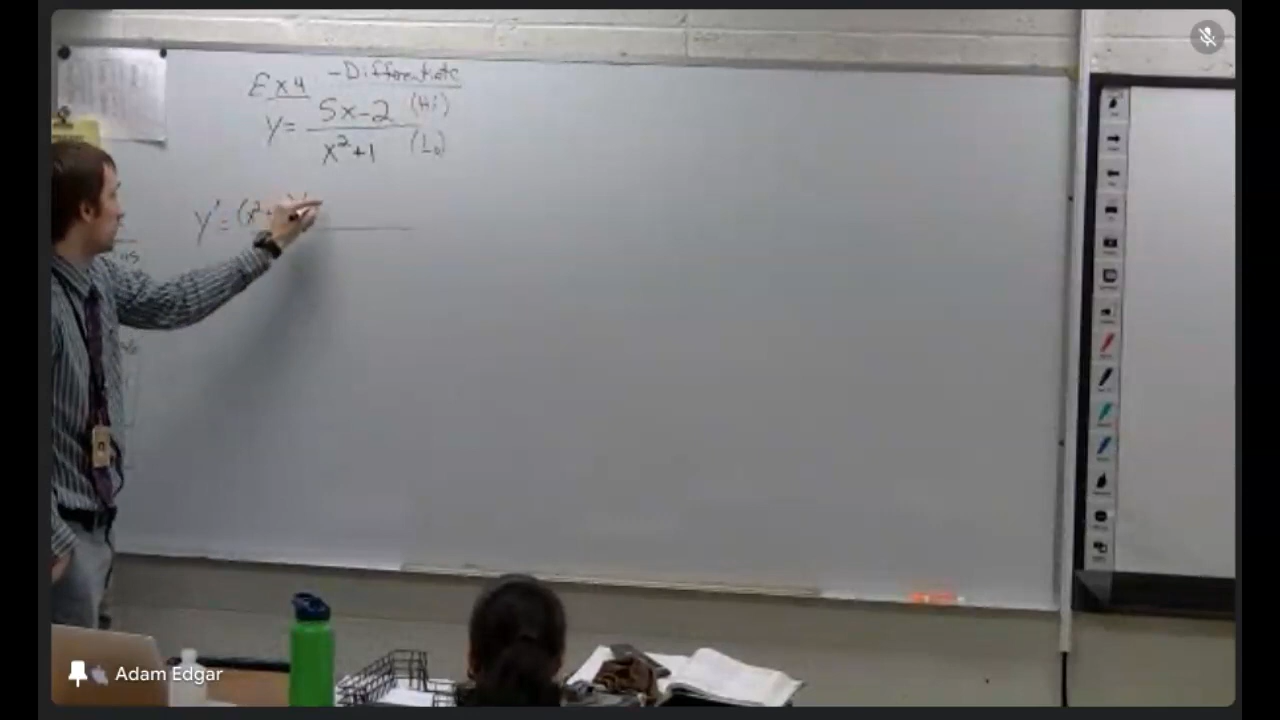 Ex 4 - Differentiate
y = 5x-2 (Hi)
x²+1 (Lo)
y' = (x²+
Adam Edgar